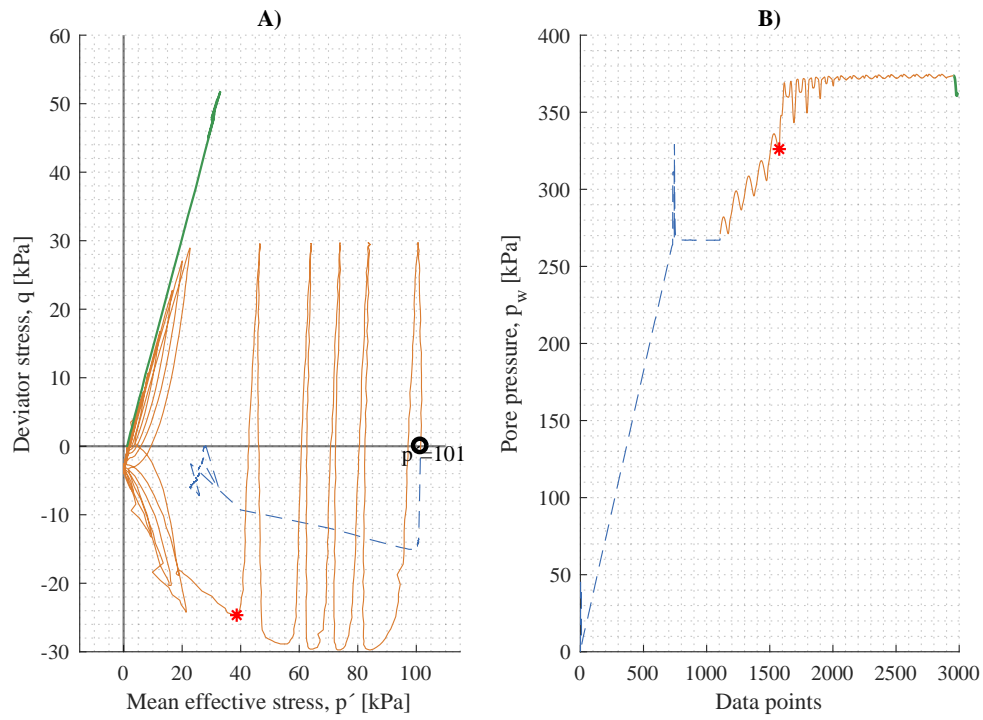 A)
60
50
40
30
20
10
0
-10
-20
-30
Deviator stress, q [kPa]
p´=101
0 20 40 60 80 100
Mean effective stress, p´ [kPa]
B)
400
350
300
250
200
150
100
50
0
Pore pressure, p_w [kPa]
0 500 1000 1500 2000 2500 3000
Data points